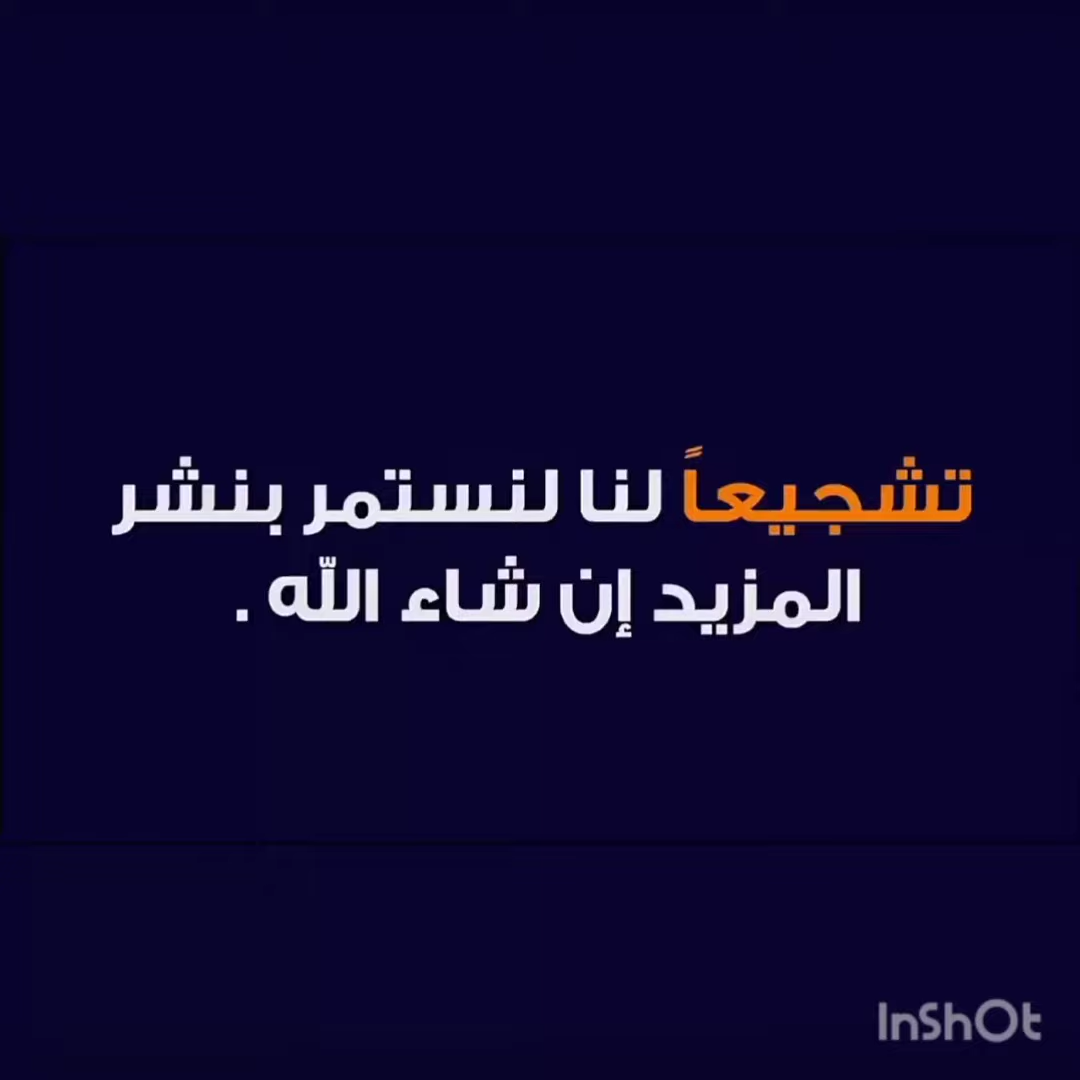 تشجيعاً لنا لنستمر بنشر
المزيد إن شاء الله .
InShOt